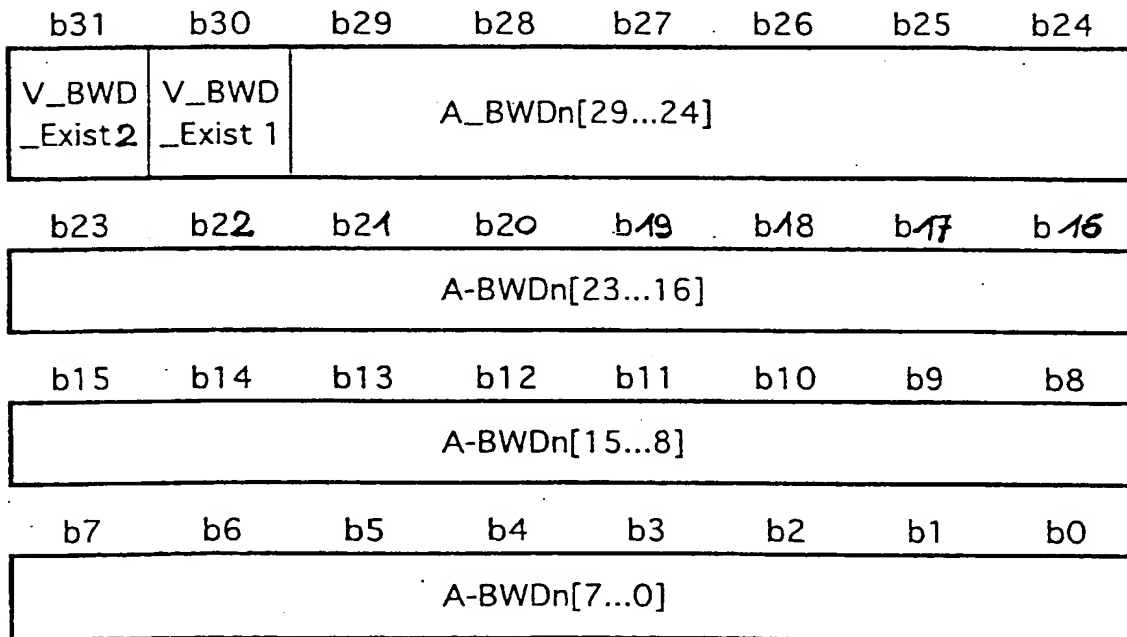 b31 b30 b29 b28 b27 b26 b25 b24
V_BWD V_BWD A_BWDn[29...24]
_Exist2 _Exist 1
b23 b22 b21 b20 b19 b18 b17 b16
A-BWDn[23...16]
b15 b14 b13 b12 b11 b10 b9 b8
A-BWDn[15...8]
b7 b6 b5 b4 b3 b2 b1 b0
A-BWDn[7...0]